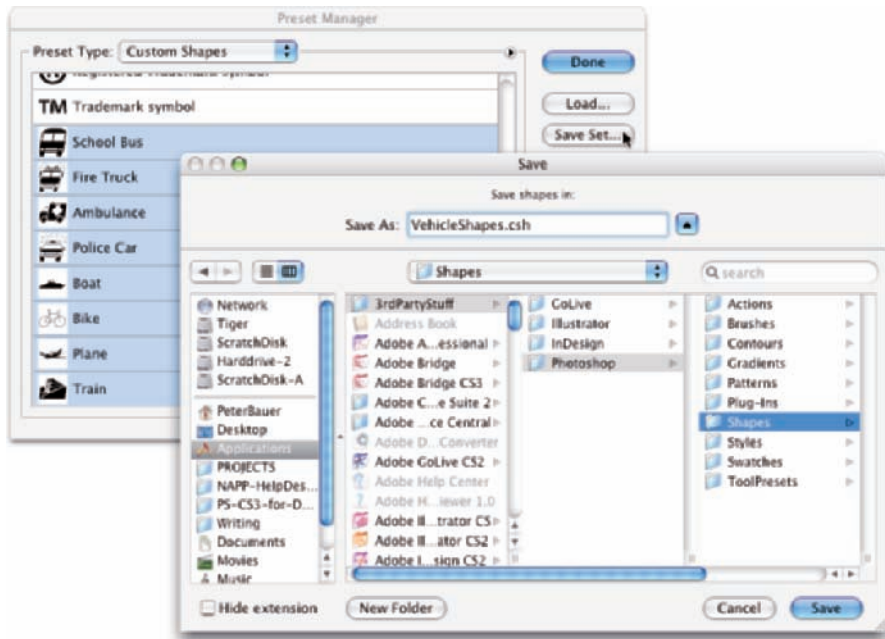 Preset Manager
Preset Type: Custom Shapes
Done
Registered Trademark symbol
TM Trademark symbol
Load...
Save Set...
School Bus
Fire Truck
Ambulance
Police Car
Boat
Bike
Plane
Train
Save
Save shapes in:
Save As: VehicleShapes.csh
Shapes
search
Network
Tiger
ScratchDisk
Harddrive-2
ScratchDisk-A
PeterBauer
Desktop
Applications
PROJECTS
NAPP-HelpDes...
PS-CS3-for-D...
Writing
Documents
Movies
Music
3rdPartyStuff
Address Book
Adobe A...essional
Adobe Bridge
Adobe Bridge CS3
Adobe C...e Suite 2
Adobe ...ce Central
Adobe D...Converter
Adobe GoLive CS2
Adobe Help Center
Adobe H...iewer 1.0
Adobe Ill...trator CS
Adobe Ill...ator CS2
Adobe I...sign CS2
GoLive
Illustrator
InDesign
Photoshop
Actions
Brushes
Contours
Gradients
Patterns
Plug-Ins
Shapes
Styles
Swatches
ToolPresets
Hide extension
New Folder
Cancel
Save